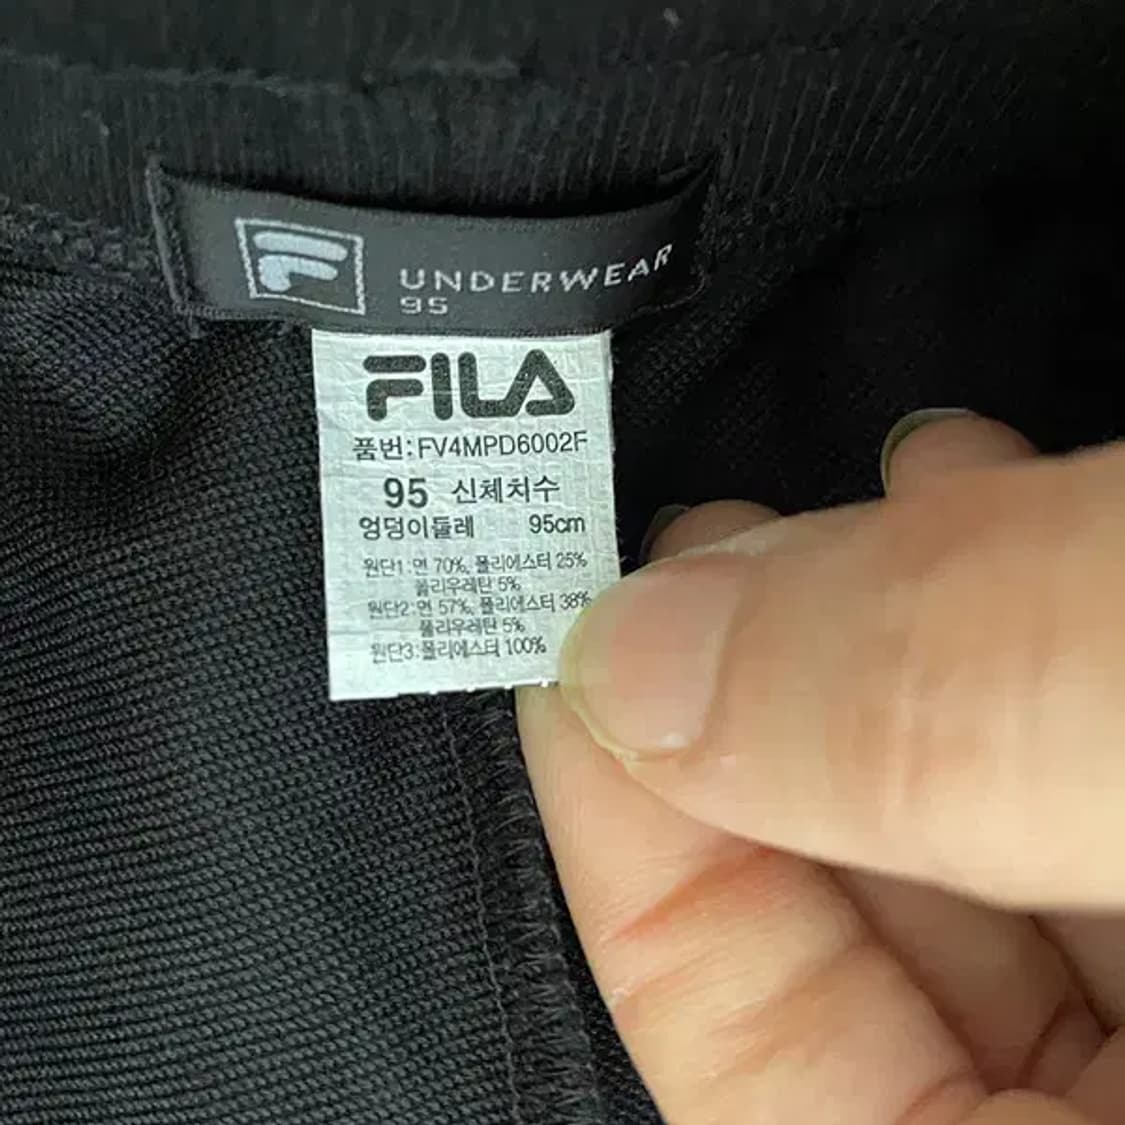 UNDERWEAR
95
FILA
품번:FV4MPD6002F
95 신체치수
엉덩이둘레 95cm
원단1:면 70%, 폴리에스터 25%
폴리우레탄 5%
원단2:면 57%, 폴리에스터 38%
폴리우레탄 5%
원단3:폴리에스터 100%